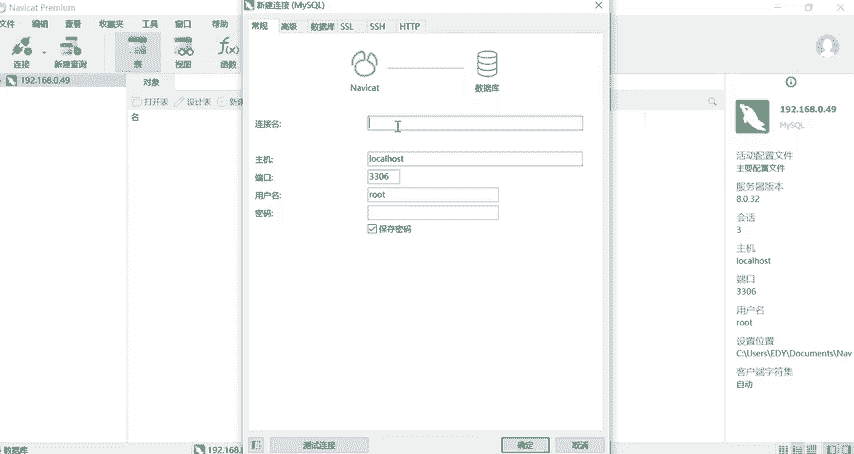 Navicat Premium
文件 编辑 查看 收藏夹 工具 窗口 帮助
连接 新建查询 表 视图 函数
192.168.0.49
对象
打开表 设计表 新建
名
新建连接 (MySQL)
常规 高级 数据库 SSL SSH HTTP
Navicat 数据库
连接名:
主机: localhost
端口: 3306
用户名: root
密码:
保存密码
测试连接 确定 取消
192.168.0.49
MySQL
活动配置文件
主要配置文件
服务器版本
8.0.32
会话
3
主机
localhost
端口
3306
用户名
root
设置位置
C:\Users\EDY\Documents\Nav
客户端字符集
自动
数据库 192.168.